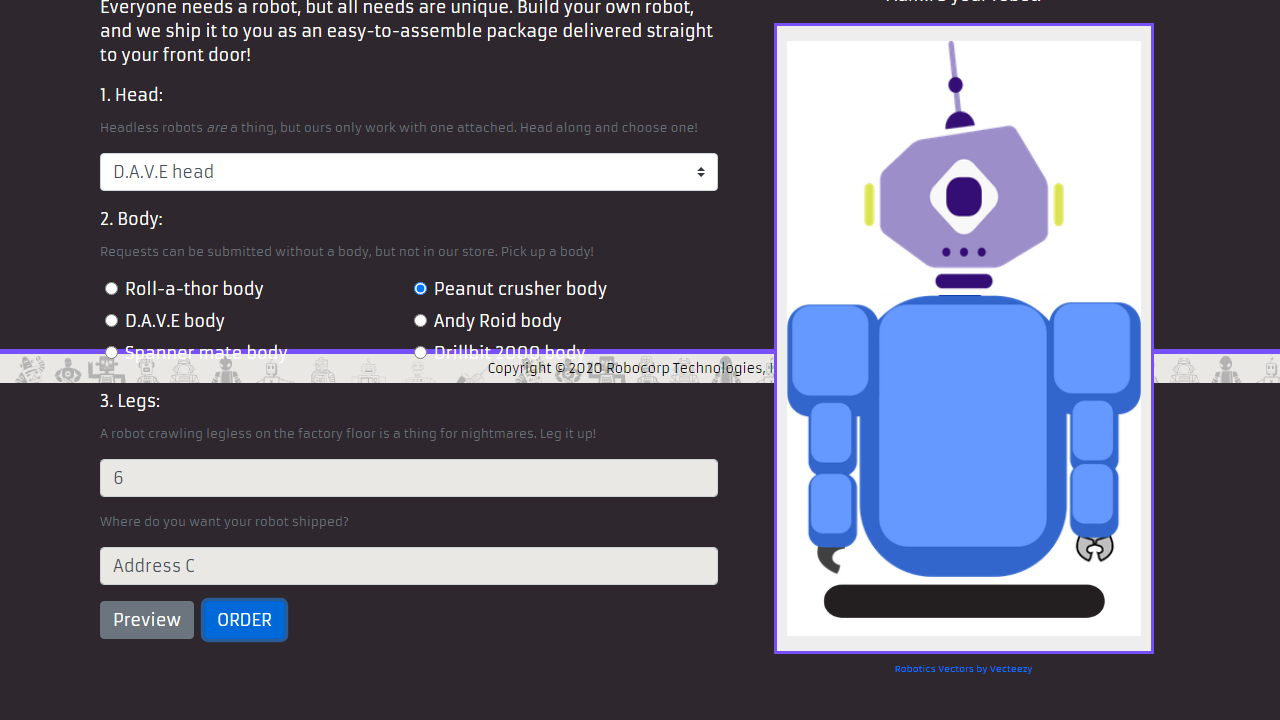 Everyone needs a robot, but all needs are unique. Build your own robot,
and we ship it to you as an easy-to-assemble package delivered straight
to your front door!
1. Head:
Headless robots are a thing, but ours only work with one attached. Head along and choose one!
D.A.V.E head
2. Body:
Requests can be submitted without a body, but not in our store. Pick up a body!
Roll-a-thor body
Peanut crusher body
D.A.V.E body
Andy Roid body
Spanner mate body
Drillbit 2000 body
Copyright © 2020 Robocorp Technologies,
3. Legs:
A robot crawling legless on the factory floor is a thing for nightmares. Leg it up!
6
Where do you want your robot shipped?
Address C
Preview
ORDER
Admire your robot!
Robotics Vectors by Vecteezy